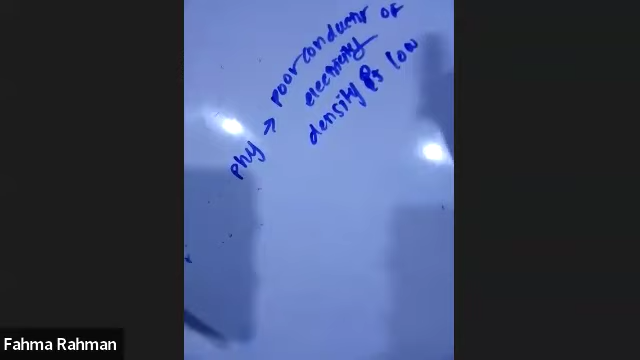 phy → poor conductor of
electricity
density is low
Fahma Rahman